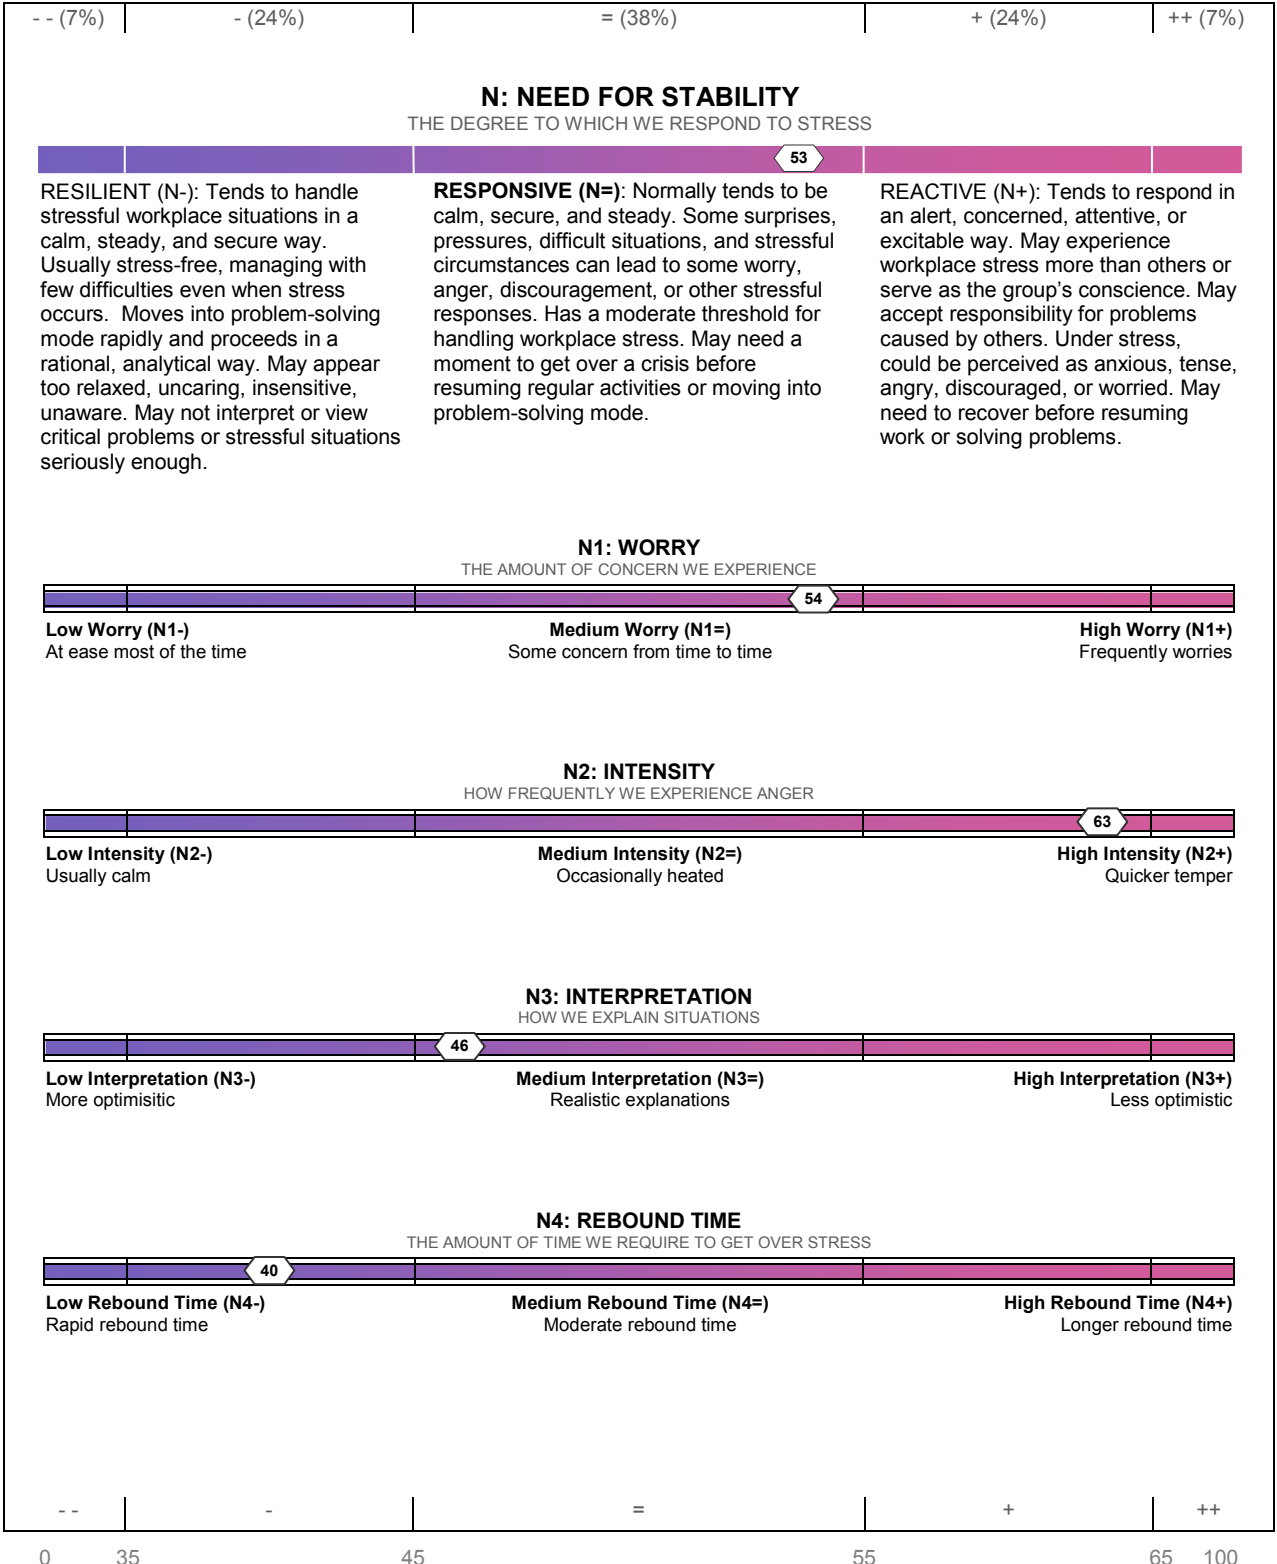 - - (7%) - (24%) = (38%) + (24%) ++ (7%)
N: NEED FOR STABILITY
THE DEGREE TO WHICH WE RESPOND TO STRESS
53
RESILIENT (N-): Tends to handle
stressful workplace situations in a
calm, steady, and secure way.
Usually stress-free, managing with
few difficulties even when stress
occurs. Moves into problem-solving
mode rapidly and proceeds in a
rational, analytical way. May appear
too relaxed, uncaring, insensitive,
unaware. May not interpret or view
critical problems or stressful situations
seriously enough.
RESPONSIVE (N=): Normally tends to be
calm, secure, and steady. Some surprises,
pressures, difficult situations, and stressful
circumstances can lead to some worry,
anger, discouragement, or other stressful
responses. Has a moderate threshold for
handling workplace stress. May need a
moment to get over a crisis before
resuming regular activities or moving into
problem-solving mode.
REACTIVE (N+): Tends to respond in
an alert, concerned, attentive, or
excitable way. May experience
workplace stress more than others or
serve as the group's conscience. May
accept responsibility for problems
caused by others. Under stress,
could be perceived as anxious, tense,
angry, discouraged, or worried. May
need to recover before resuming
work or solving problems.
N1: WORRY
THE AMOUNT OF CONCERN WE EXPERIENCE
54
Low Worry (N1-) Medium Worry (N1=) High Worry (N1+)
At ease most of the time Some concern from time to time Frequently worries
N2: INTENSITY
HOW FREQUENTLY WE EXPERIENCE ANGER
63
Low Intensity (N2-) Medium Intensity (N2=) High Intensity (N2+)
Usually calm Occasionally heated Quicker temper
N3: INTERPRETATION
HOW WE EXPLAIN SITUATIONS
46
Low Interpretation (N3-) Medium Interpretation (N3=) High Interpretation (N3+)
More optimisitic Realistic explanations Less optimistic
N4: REBOUND TIME
THE AMOUNT OF TIME WE REQUIRE TO GET OVER STRESS
40
Low Rebound Time (N4-) Medium Rebound Time (N4=) High Rebound Time (N4+)
Rapid rebound time Moderate rebound time Longer rebound time
- - - = + ++
0 35 45 55 65 100